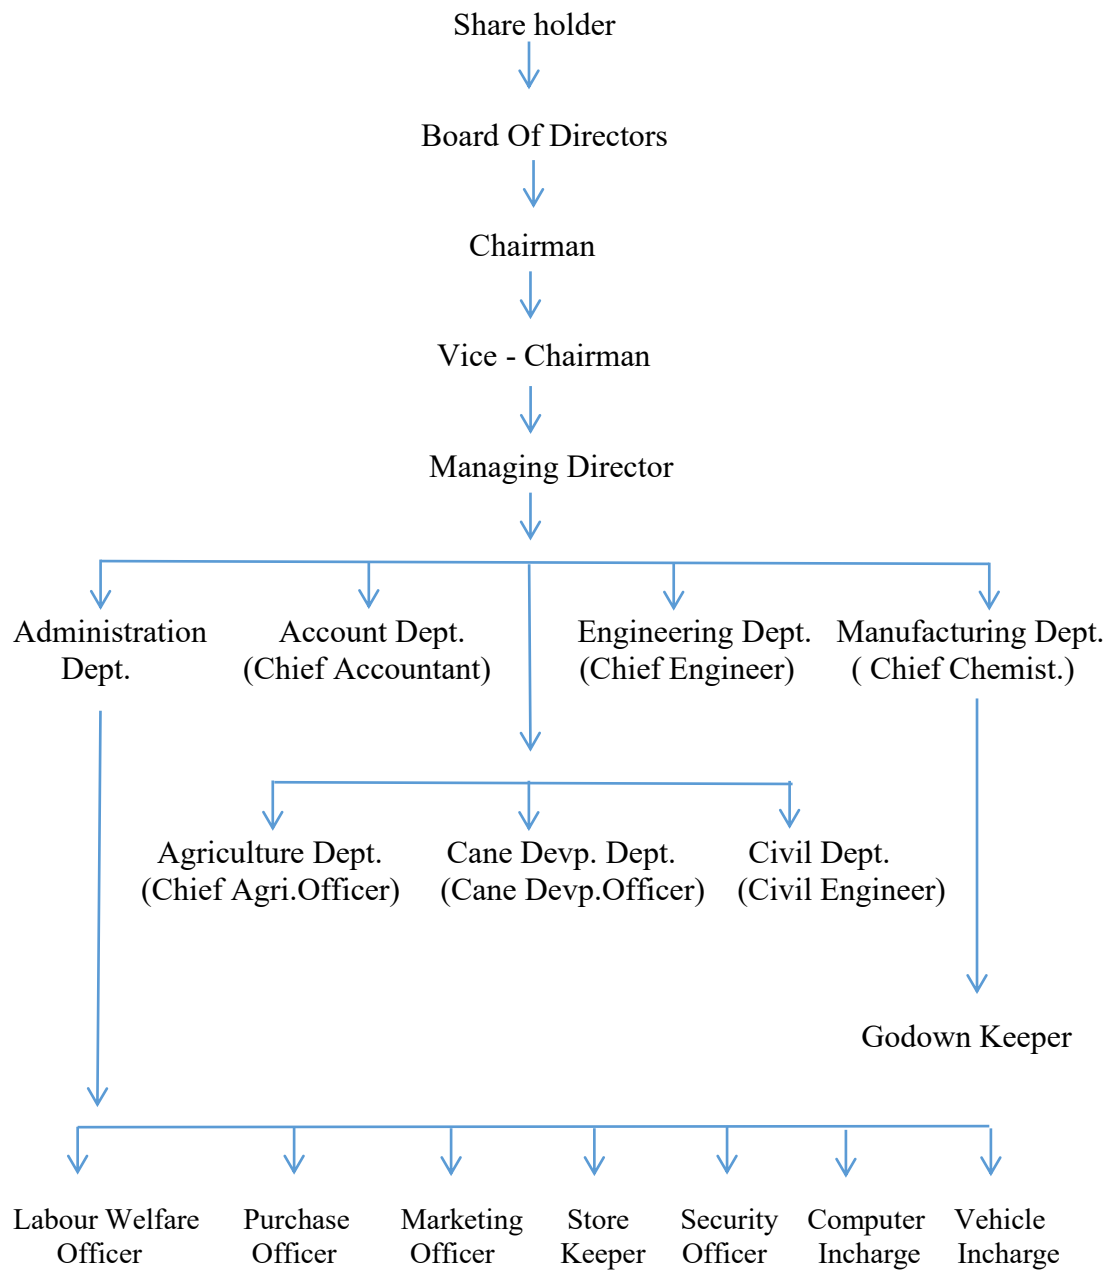 Share holder
Board Of Directors
Chairman
Vice - Chairman
Managing Director
Administration
Dept.
Account Dept.
(Chief Accountant)
Engineering Dept.
(Chief Engineer)
Manufacturing Dept.
( Chief Chemist.)
Agriculture Dept.
(Chief Agri.Officer)
Cane Devp. Dept.
(Cane Devp.Officer)
Civil Dept.
(Civil Engineer)
Godown Keeper
Labour Welfare
Officer
Purchase
Officer
Marketing
Officer
Store
Keeper
Security
Officer
Computer
Incharge
Vehicle
Incharge